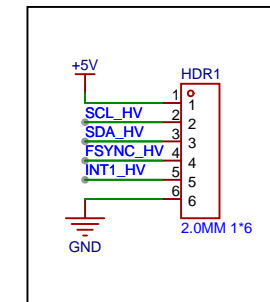 +5V
HDR1
1 1
SCL_HV 2 2
SDA_HV 3 3
FSYNC_HV 4 4
INT1_HV 5 5
6 6
GND
2.0MM 1*6